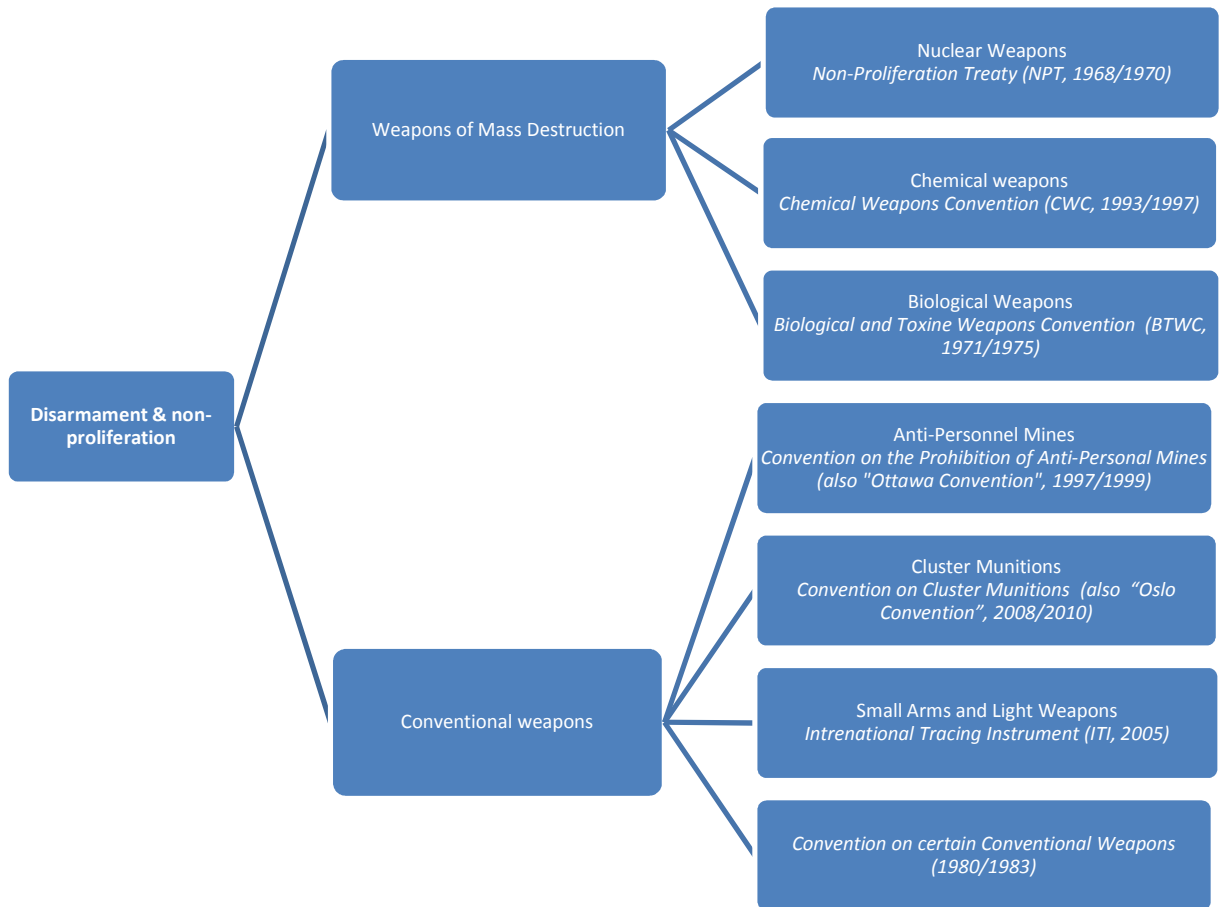 Nuclear Weapons
Non-Proliferation Treaty (NPT, 1968/1970)
Weapons of Mass Destruction
Chemical weapons
Chemical Weapons Convention (CWC, 1993/1997)
Biological Weapons
Biological and Toxine Weapons Convention (BTWC,
1971/1975)
Disarmament & non-
proliferation
Anti-Personnel Mines
Convention on the Prohibition of Anti-Personal Mines
(also "Ottawa Convention", 1997/1999)
Cluster Munitions
Convention on Cluster Munitions (also “Oslo
Convention”, 2008/2010)
Conventional weapons
Small Arms and Light Weapons
Intrenational Tracing Instrument (ITI, 2005)
Convention on certain Conventional Weapons
(1980/1983)